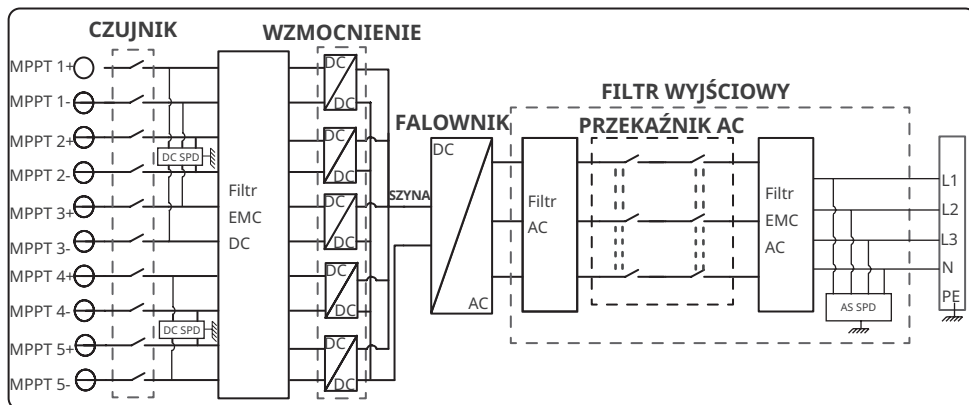 CZUJNIK
WZMOCNIENIE
MPPT 1+
MPPT 1-
MPPT 2+
MPPT 2-
MPPT 3+
MPPT 3-
MPPT 4+
MPPT 4-
MPPT 5+
MPPT 5-
DC SPD
DC SPD
Filtr
EMC
DC
DC
DC
DC
DC
DC
DC
DC
DC
DC
DC
SZYNA
FALOWNIK
DC
AC
FILTR WYJŚCIOWY
PRZEKAŹNIK AC
Filtr
AC
Filtr
EMC
AC
AS SPD
L1
L2
L3
N
PE